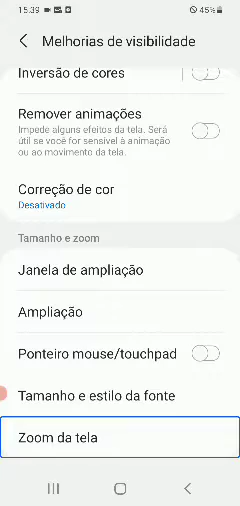 15:39
45%
Melhorias de visibilidade
Inversão de cores
Remover animações
Impede alguns efeitos da tela. Será
útil se você for sensível à animação
ou ao movimento da tela.
Correção de cor
Desativado
Tamanho e zoom
Janela de ampliação
Ampliação
Ponteiro mouse/touchpad
Tamanho e estilo da fonte
Zoom da tela